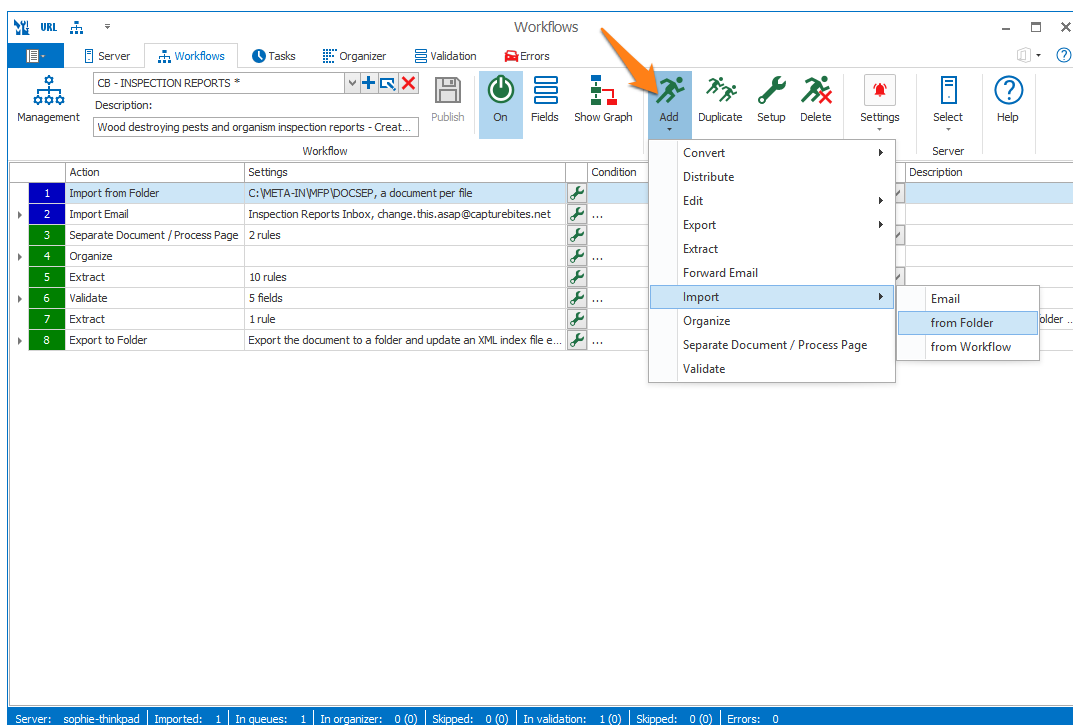 URL
Workflows
Server
Workflows
Tasks
Organizer
Validation
Errors
CB - INSPECTION REPORTS *
Description:
Wood destroying pests and organism inspection reports - Creat...
Management
Publish
On
Fields
Show Graph
Add
Duplicate
Setup
Delete
Settings
Select
Help
Workflow
Server
Action Settings Condition Description
1 Import from Folder C:\META-IN\MFP\DOCSEP, a document per file
2 Import Email Inspection Reports Inbox, change.this.asap@capturebites.net ...
3 Separate Document / Process Page 2 rules
4 Organize ...
5 Extract 10 rules
6 Validate 5 fields ...
7 Extract 1 rule older ...
8 Export to Folder Export the document to a folder and update an XML index file e... ...
Convert
Distribute
Edit
Export
Extract
Forward Email
Import
Organize
Separate Document / Process Page
Validate
Email
from Folder
from Workflow
Server: sophie-thinkpad Imported: 1 In queues: 1 In organizer: 0 (0) Skipped: 0 (0) In validation: 1 (0) Skipped: 0 (0) Errors: 0